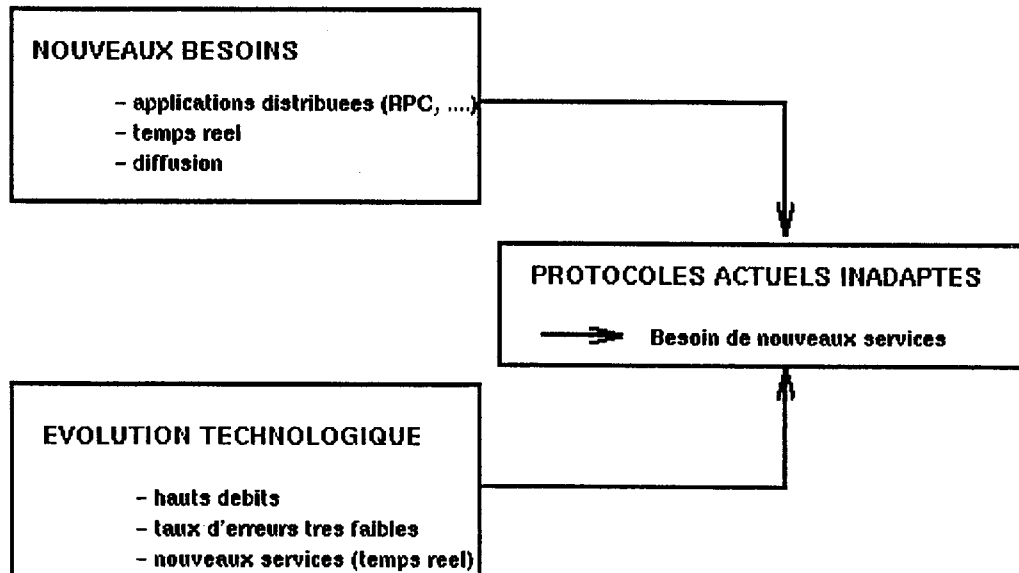 NOUVEAUX BESOINS
– applications distribuees (RPC, ....)
– temps reel
– diffusion
PROTOCOLES ACTUELS INADAPTES
Besoin de nouveaux services
EVOLUTION TECHNOLOGIQUE
– hauts debits
– taux d'erreurs tres faibles
– nouveaux services (temps reel)